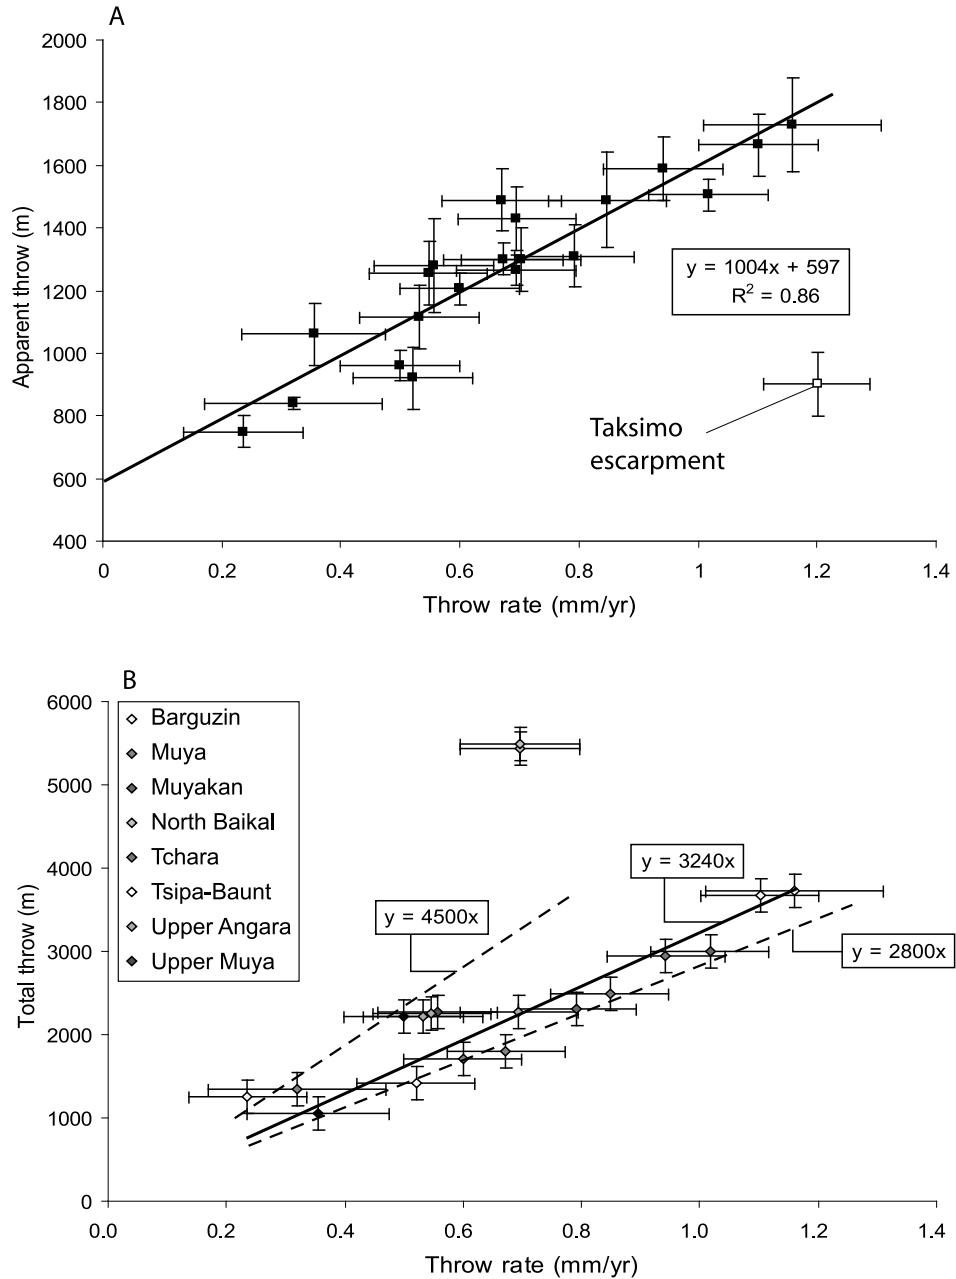 A
2000
1800
1600
1400
1200
1000
800
600
400
Apparent throw (m)
y = 1004x + 597
R² = 0.86
Taksimo
escarpment
0 0.2 0.4 0.6 0.8 1 1.2 1.4
Throw rate (mm/yr)
B
6000
5000
4000
3000
2000
1000
0
Total throw (m)
Barguzin
Muya
Muyakan
North Baikal
Tchara
Tsipa-Baunt
Upper Angara
Upper Muya
y = 3240x
y = 4500x
y = 2800x
0.0 0.2 0.4 0.6 0.8 1.0 1.2 1.4
Throw rate (mm/yr)